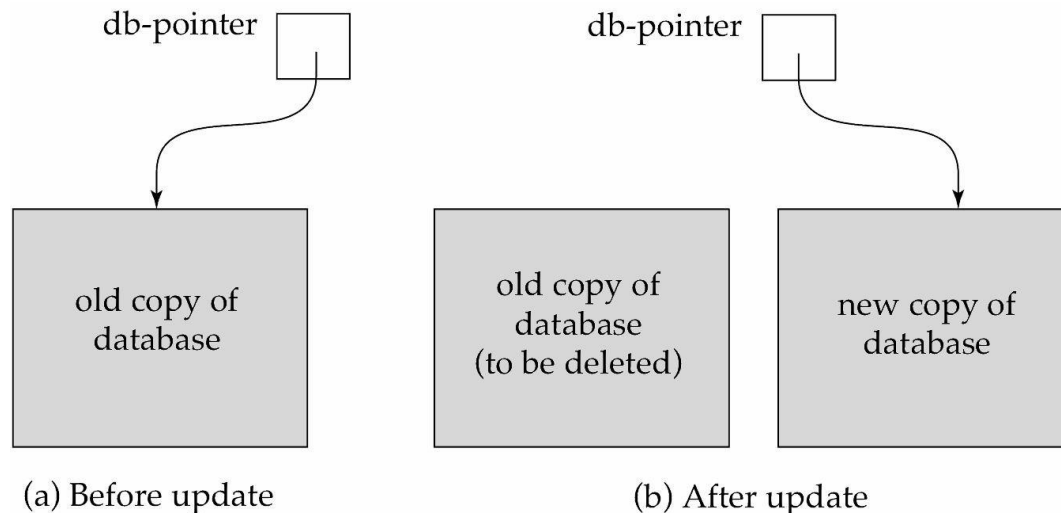 db-pointer
old copy of
database
(a) Before update
db-pointer
old copy of
database
(to be deleted)
new copy of
database
(b) After update